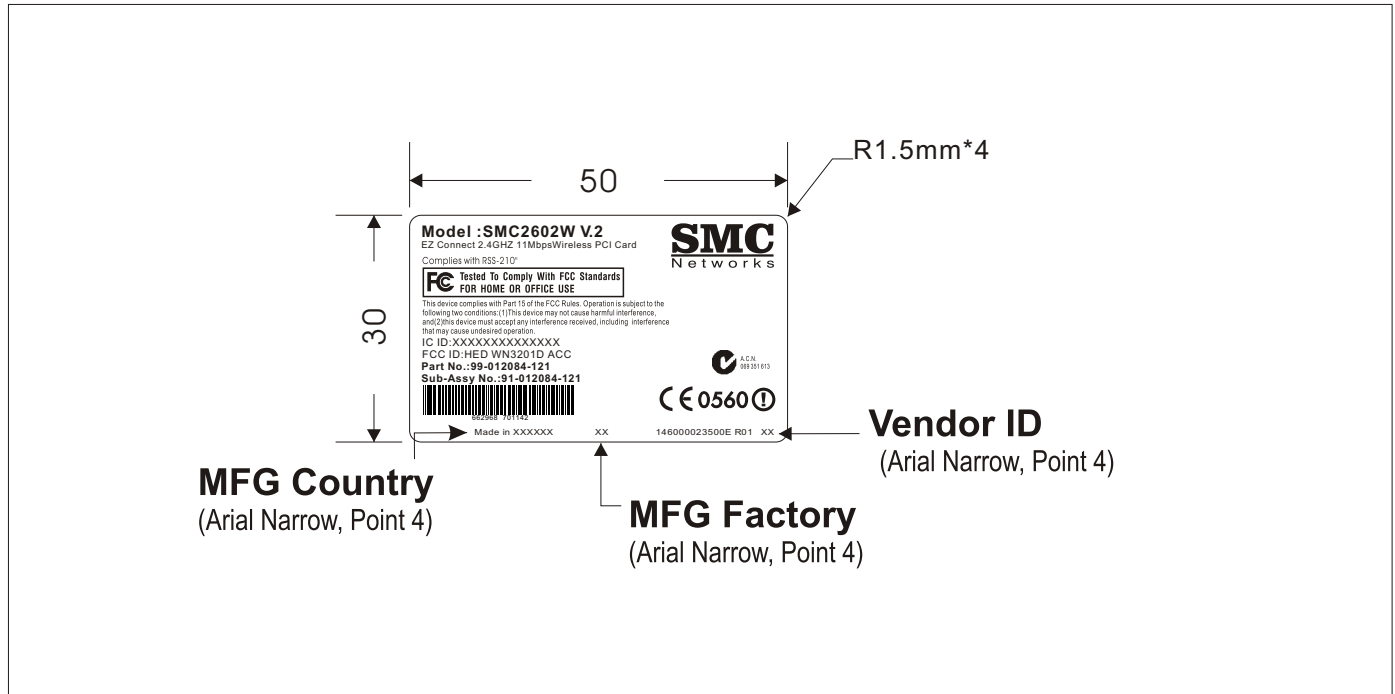 R1.5mm*4
50
30
Model :SMC2602W V.2
EZ Connect 2.4GHZ 11MbpsWireless PCI Card
SMC
Networks
Complies with RSS-210"
FC Tested To Comply With FCC Standards
FOR HOME OR OFFICE USE
This device complies with Part 15 of the FCC Rules. Operation is subject to the
following two conditions:(1)This device may not cause harmful interference,
and(2)this device must accept any interference received, including interference
that may cause undesired operation.
IC ID:XXXXXXXXXXXXXX
FCC ID:HED WN3201D ACC
Part No.:99-012084-121
Sub-Assy No.:91-012084-121
A.C.N.
069 351 613
CE 0560 !
662968 701142
Made in XXXXXX XX 146000023500E R01 XX
Vendor ID
(Arial Narrow, Point 4)
MFG Country
(Arial Narrow, Point 4)
MFG Factory
(Arial Narrow, Point 4)